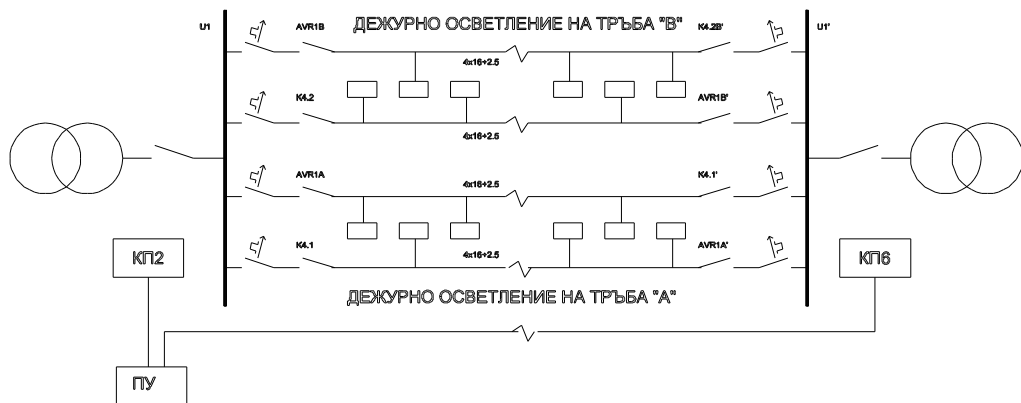 U1 AVR1B ДЕЖУРНО ОСВЕТЛЕНИЕ НА ТРЪБА "В" K4.2B' U1'
4x16+2.5
K4.2 AVR1B'
4x16+2.5
AVR1A 4x16+2.5 K4.1'
K4.1 4x16+2.5 AVR1A'
КП2 КП6
ДЕЖУРНО ОСВЕТЛЕНИЕ НА ТРЪБА "А"
ПУ